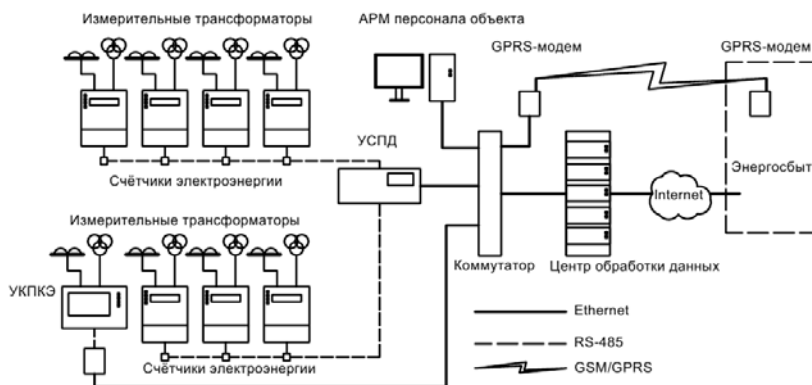 Измерительные трансформаторы
АРМ персонала объекта
GPRS-модем
GPRS-модем
УСПД
Счётчики электроэнергии
Энергосбыт
Internet
Измерительные трансформаторы
Коммутатор
Центр обработки данных
УКПКЭ
Ethernet
RS-485
Счётчики электроэнергии
GSM/GPRS